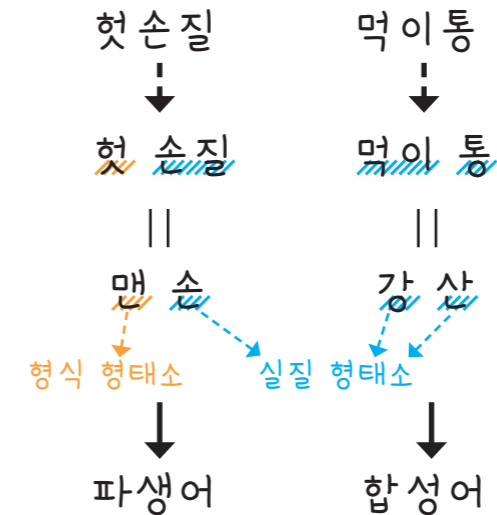 헛손질 먹이통
헛 손질 먹이 통
맨 손 강 산
형식 형태소 실질 형태소
파생어 합성어